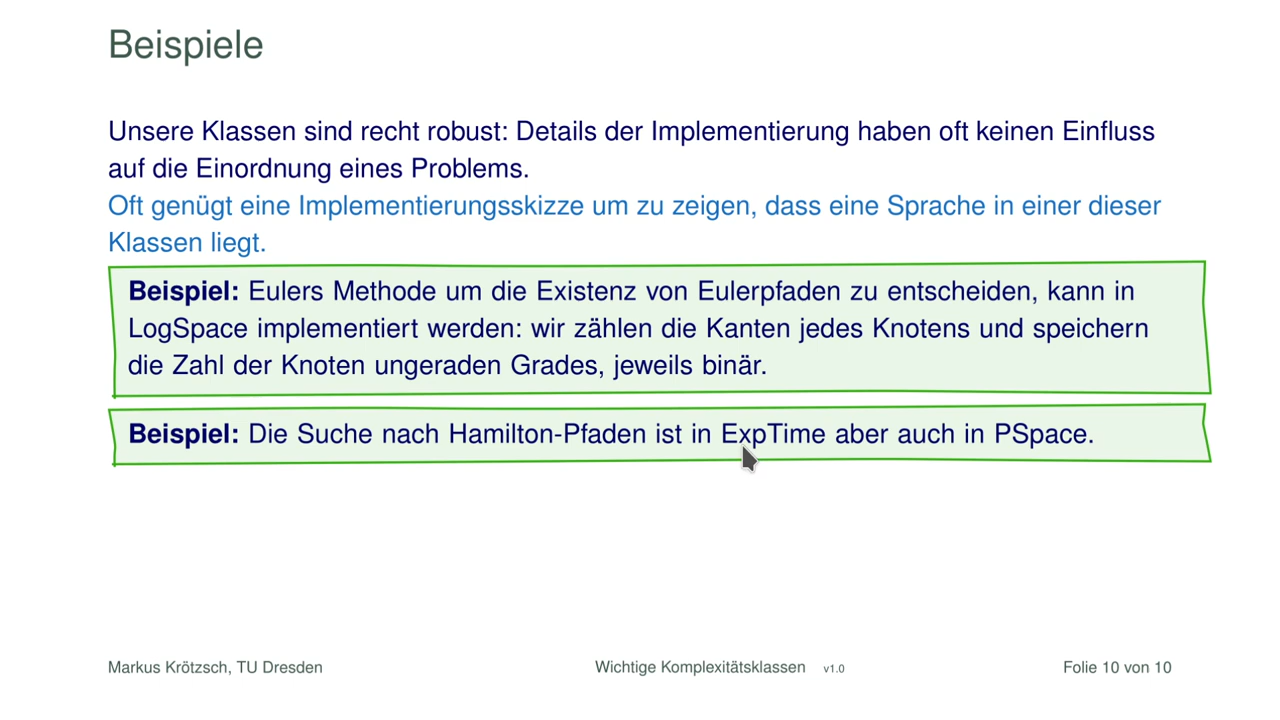 Beispiele
Unsere Klassen sind recht robust: Details der Implementierung haben oft keinen Einfluss
auf die Einordnung eines Problems.
Oft genügt eine Implementierungsskizze um zu zeigen, dass eine Sprache in einer dieser
Klassen liegt.
Beispiel: Eulers Methode um die Existenz von Eulerpfaden zu entscheiden, kann in
LogSpace implementiert werden: wir zählen die Kanten jedes Knotens und speichern
die Zahl der Knoten ungeraden Grades, jeweils binär.
Beispiel: Die Suche nach Hamilton-Pfaden ist in ExpTime aber auch in PSpace.
Markus Krötzsch, TU Dresden Wichtige Komplexitätsklassen v1.0 Folie 10 von 10